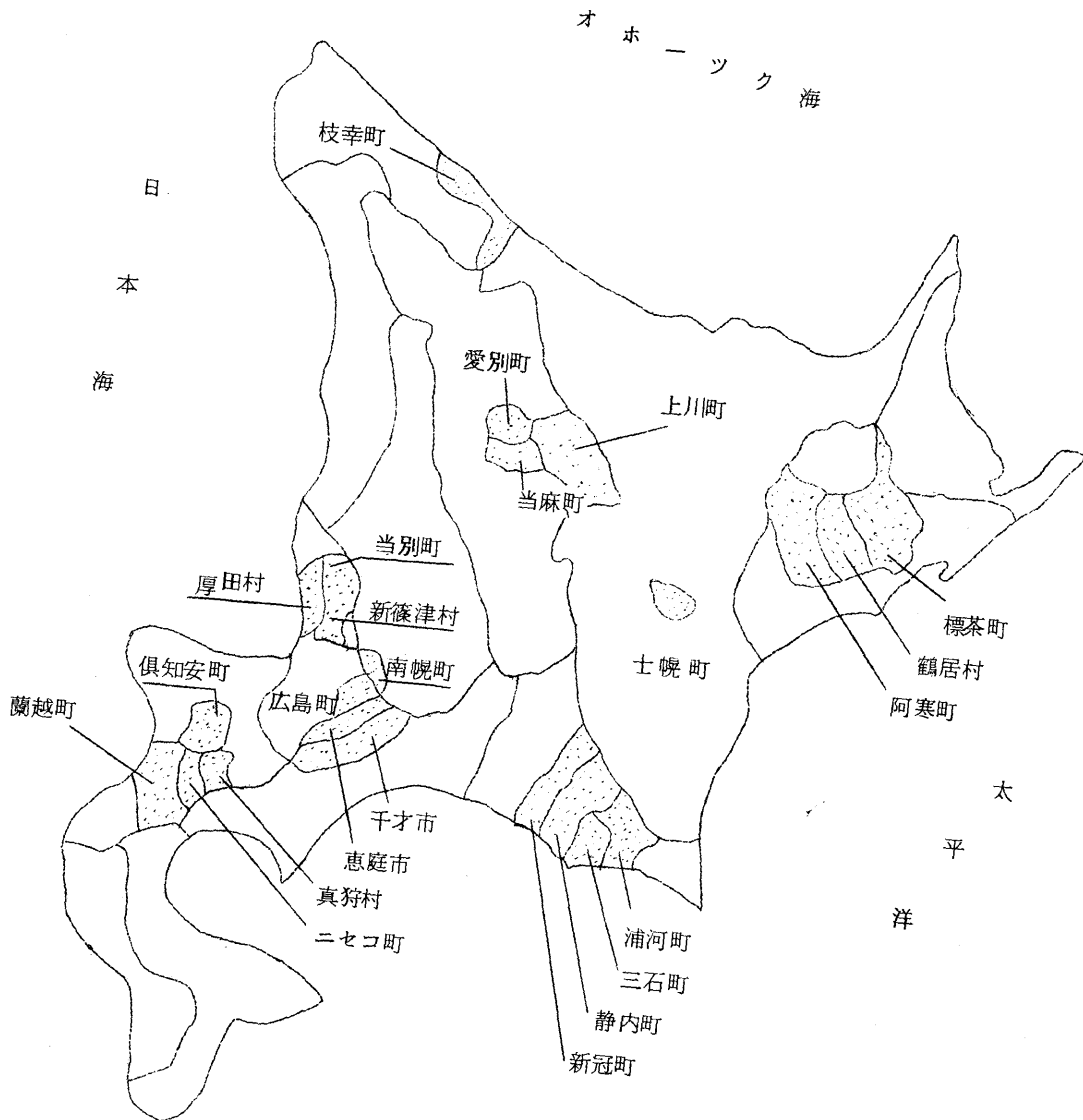 オホーツク海
日本海
枝幸町
愛別町
上川町
当麻町
当別町
厚田村
新篠津村
倶知安町
南幌町
広島町
蘭越町
士幌町
標茶町
鶴居村
阿寒町
千才市
恵庭市
真狩村
ニセコ町
浦河町
三石町
静内町
新冠町
太平洋